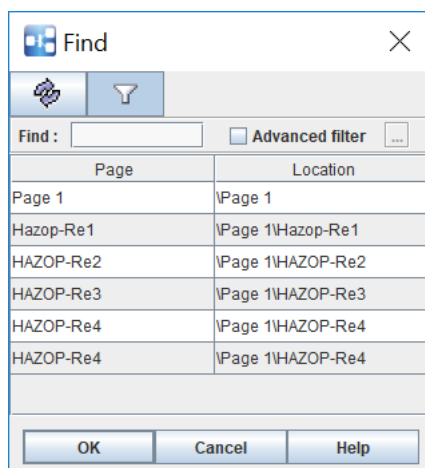 Find
Find : Advanced filter ...
Page Location
Page 1 \Page 1
Hazop-Re1 \Page 1\Hazop-Re1
HAZOP-Re2 \Page 1\HAZOP-Re2
HAZOP-Re3 \Page 1\HAZOP-Re3
HAZOP-Re4 \Page 1\HAZOP-Re4
HAZOP-Re4 \Page 1\HAZOP-Re4
OK Cancel Help